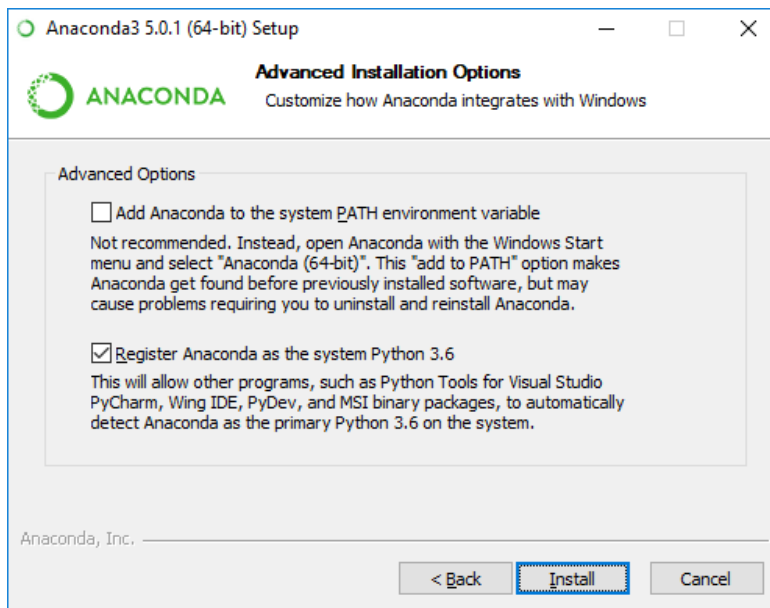 Anaconda3 5.0.1 (64-bit) Setup
ANACONDA
Advanced Installation Options
Customize how Anaconda integrates with Windows
Advanced Options
Add Anaconda to the system PATH environment variable
Not recommended. Instead, open Anaconda with the Windows Start
menu and select "Anaconda (64-bit)". This "add to PATH" option makes
Anaconda get found before previously installed software, but may
cause problems requiring you to uninstall and reinstall Anaconda.
Register Anaconda as the system Python 3.6
This will allow other programs, such as Python Tools for Visual Studio
PyCharm, Wing IDE, PyDev, and MSI binary packages, to automatically
detect Anaconda as the primary Python 3.6 on the system.
Anaconda, Inc.
< Back
Install
Cancel